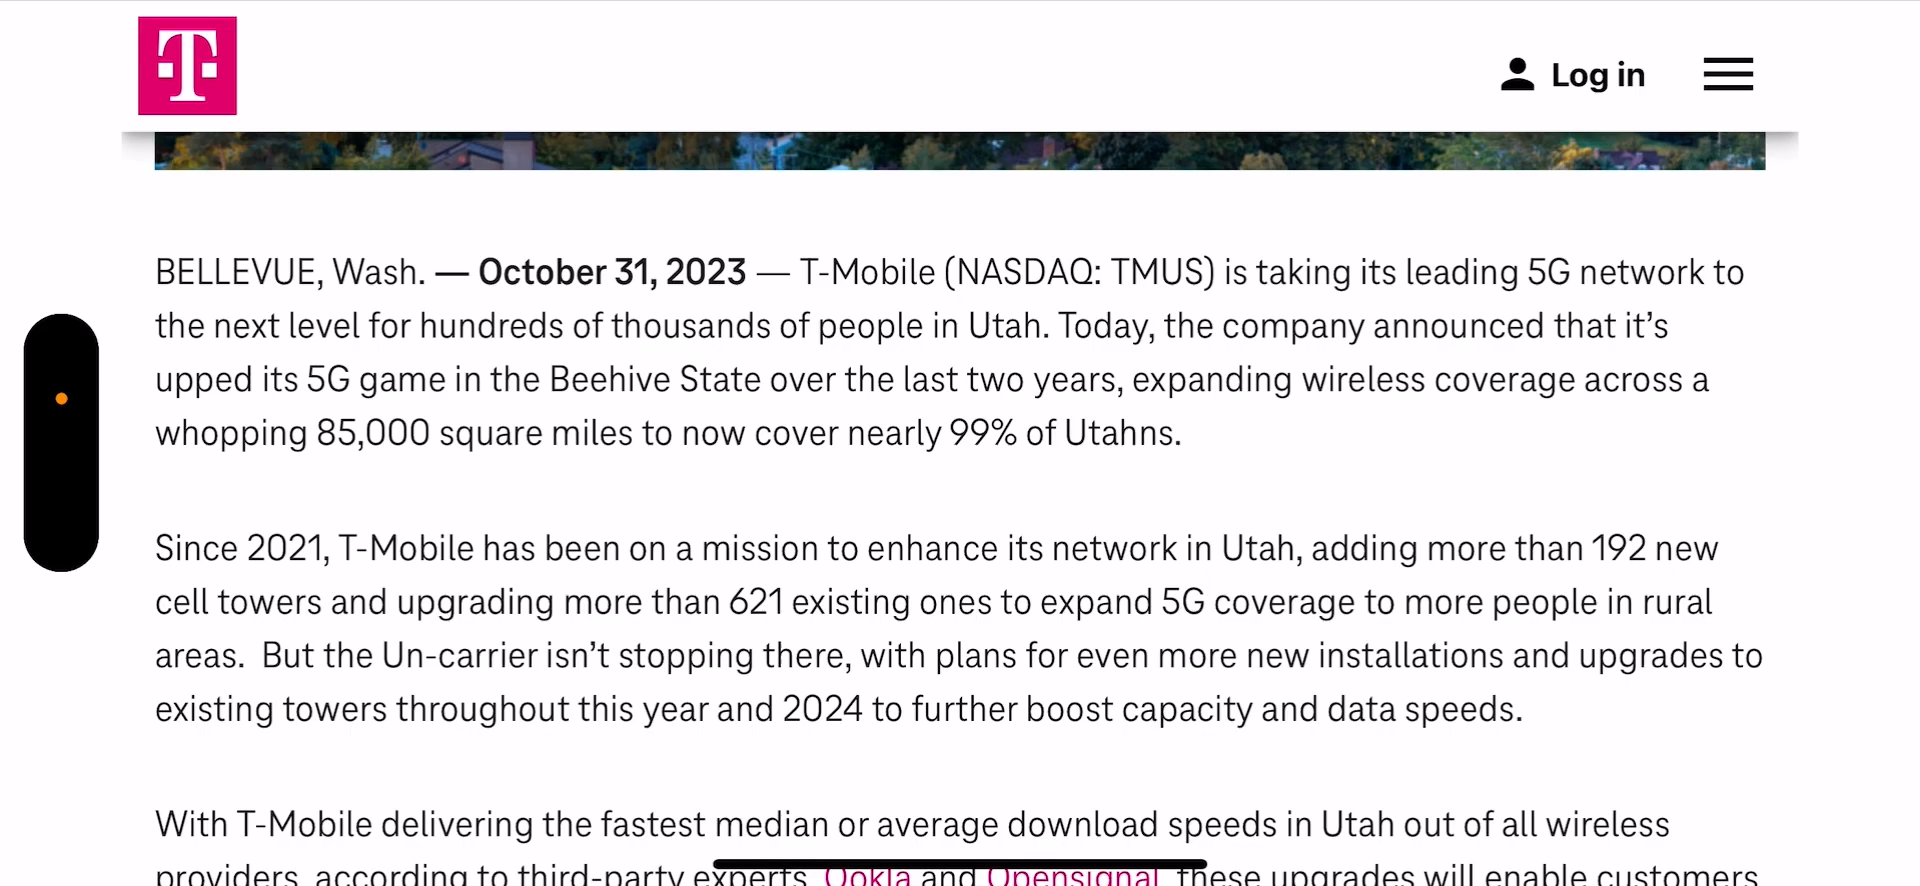 T
Log in
BELLEVUE, Wash. — October 31, 2023 — T-Mobile (NASDAQ: TMUS) is taking its leading 5G network to
the next level for hundreds of thousands of people in Utah. Today, the company announced that it’s
upped its 5G game in the Beehive State over the last two years, expanding wireless coverage across a
whopping 85,000 square miles to now cover nearly 99% of Utahns.
Since 2021, T-Mobile has been on a mission to enhance its network in Utah, adding more than 192 new
cell towers and upgrading more than 621 existing ones to expand 5G coverage to more people in rural
areas.  But the Un-carrier isn’t stopping there, with plans for even more new installations and upgrades to
existing towers throughout this year and 2024 to further boost capacity and data speeds.
With T-Mobile delivering the fastest median or average download speeds in Utah out of all wireless
providers, according to third-party experts Ookla and Opensignal, these upgrades will enable customers